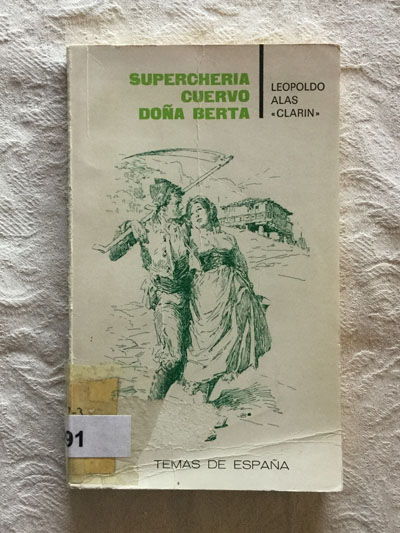 SUPERCHERIA
CUERVO
DOÑA BERTA
LEOPOLDO
ALAS
«CLARIN»
91
TEMAS DE ESPAÑA